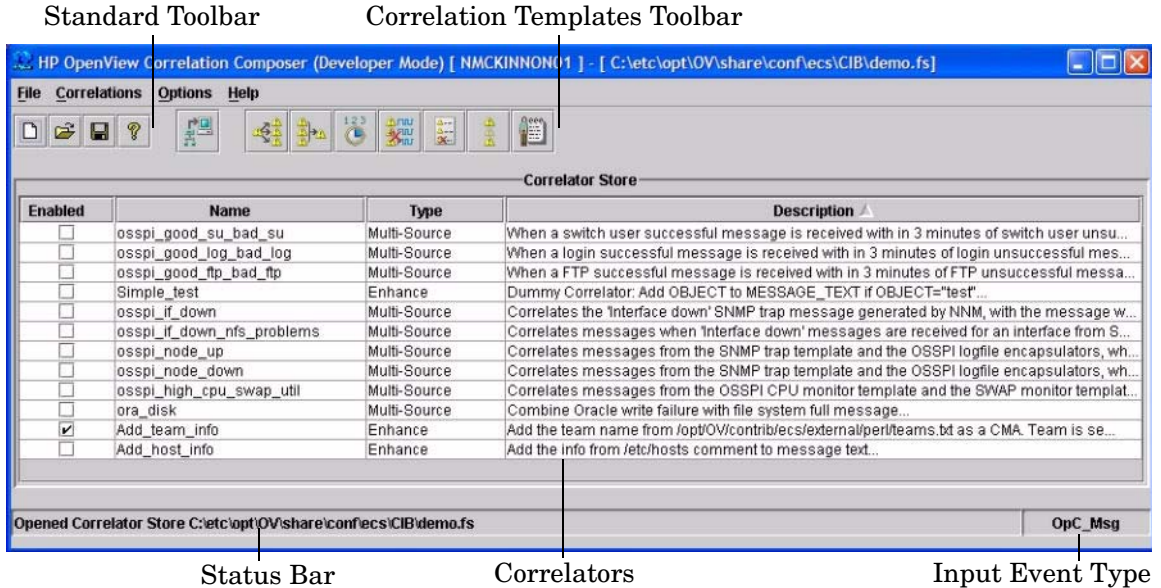 Standard Toolbar Correlation Templates Toolbar
HP OpenView Correlation Composer (Developer Mode) [ NMCKINNON01 ] - [ C:\etc\opt\OV\share\conf\ecs\CIB\demo.fs]
File Correlations Options Help
1 2 3
Correlator Store
Enabled Name Type Description
osspi_good_su_bad_su Multi-Source When a switch user successful message is received with in 3 minutes of switch user unsu...
osspi_good_log_bad_log Multi-Source When a login successful message is received with in 3 minutes of login unsuccessful mes...
osspi_good_ftp_bad_ftp Multi-Source When a FTP successful message is received with in 3 minutes of FTP unsuccessful messa...
Simple_test Enhance Dummy Correlator: Add OBJECT to MESSAGE_TEXT if OBJECT="test"...
osspi_if_down Multi-Source Correlates the 'Interface down' SNMP trap message generated by NNM, with the message w...
osspi_if_down_nfs_problems Multi-Source Correlates messages when 'Interface down' messages are received for an interface from S...
osspi_node_up Multi-Source Correlates messages from the SNMP trap template and the OSSPI logfile encapsulators, wh...
osspi_node_down Multi-Source Correlates messages from the SNMP trap template and the OSSPI logfile encapsulators, wh...
osspi_high_cpu_swap_util Multi-Source Correlates messages from the OSSPI CPU monitor template and the SWAP monitor templat...
ora_disk Multi-Source Combine Oracle write failure with file system full message...
Add_team_info Enhance Add the team name from /opt/OV/contrib/ecs/external/perl/teams.txt as a CMA. Team is se...
Add_host_info Enhance Add the info from /etc/hosts comment to message text...
Opened Correlator Store C:\etc\opt\OV\share\conf\ecs\CIB\demo.fs OpC_Msg
Status Bar Correlators Input Event Type